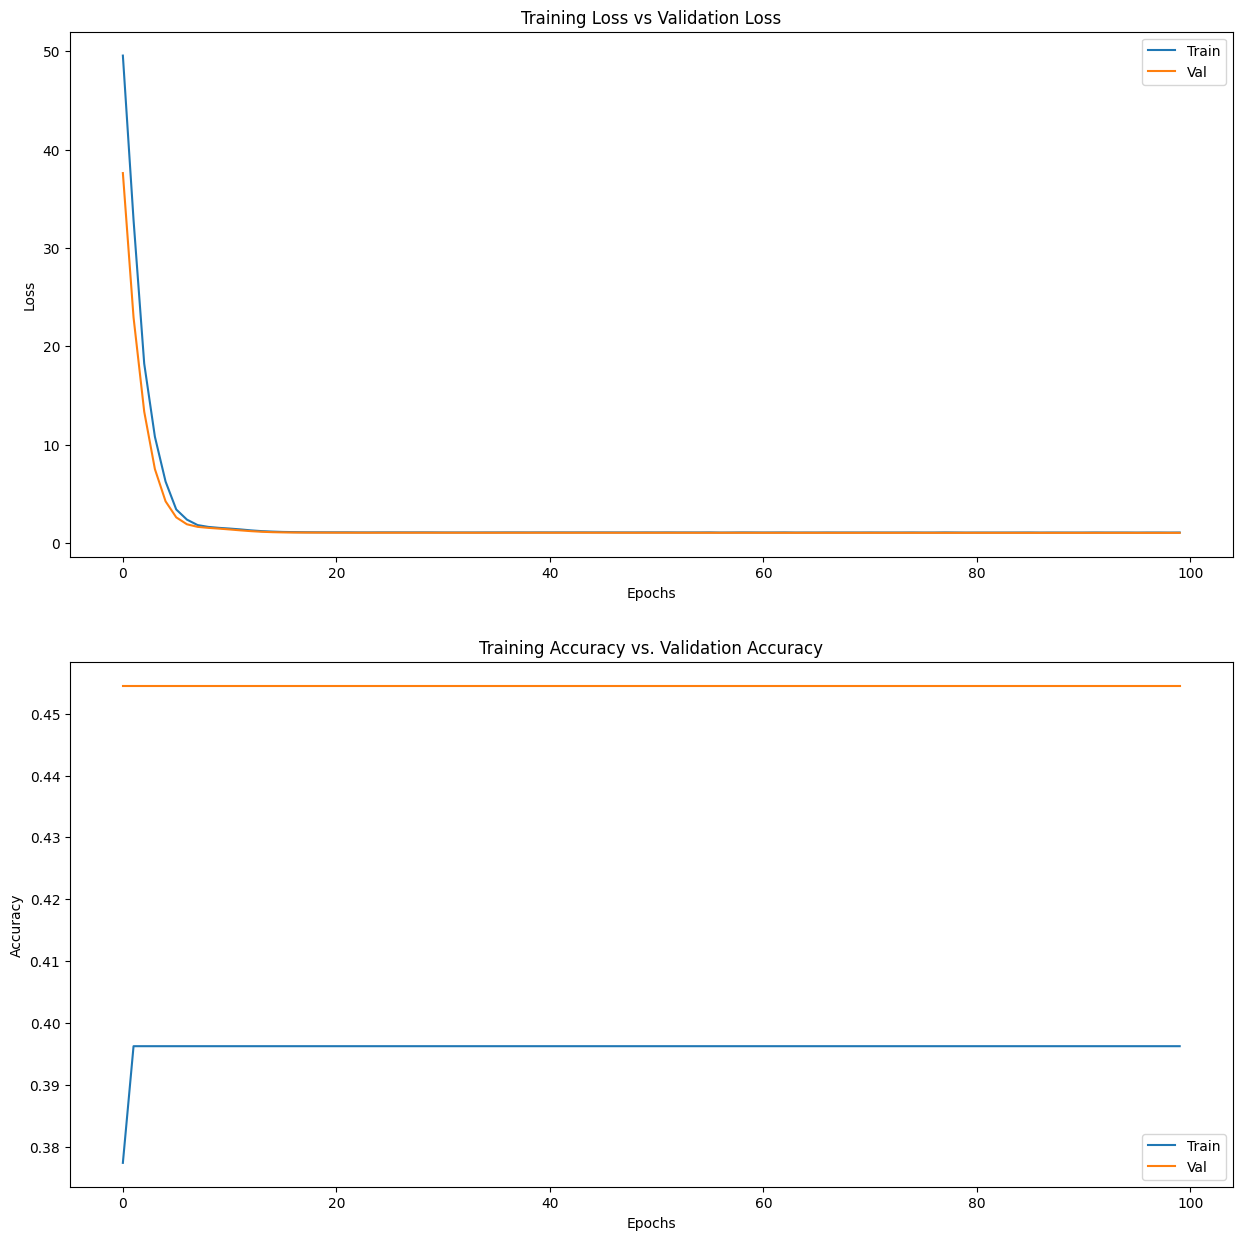 Training Loss vs Validation Loss
50
40
30
20
10
0
Loss
Train
Val
0 20 40 60 80 100
Epochs
Training Accuracy vs. Validation Accuracy
0.45
0.44
0.43
0.42
0.41
0.40
0.39
0.38
Accuracy
Train
Val
0 20 40 60 80 100
Epochs